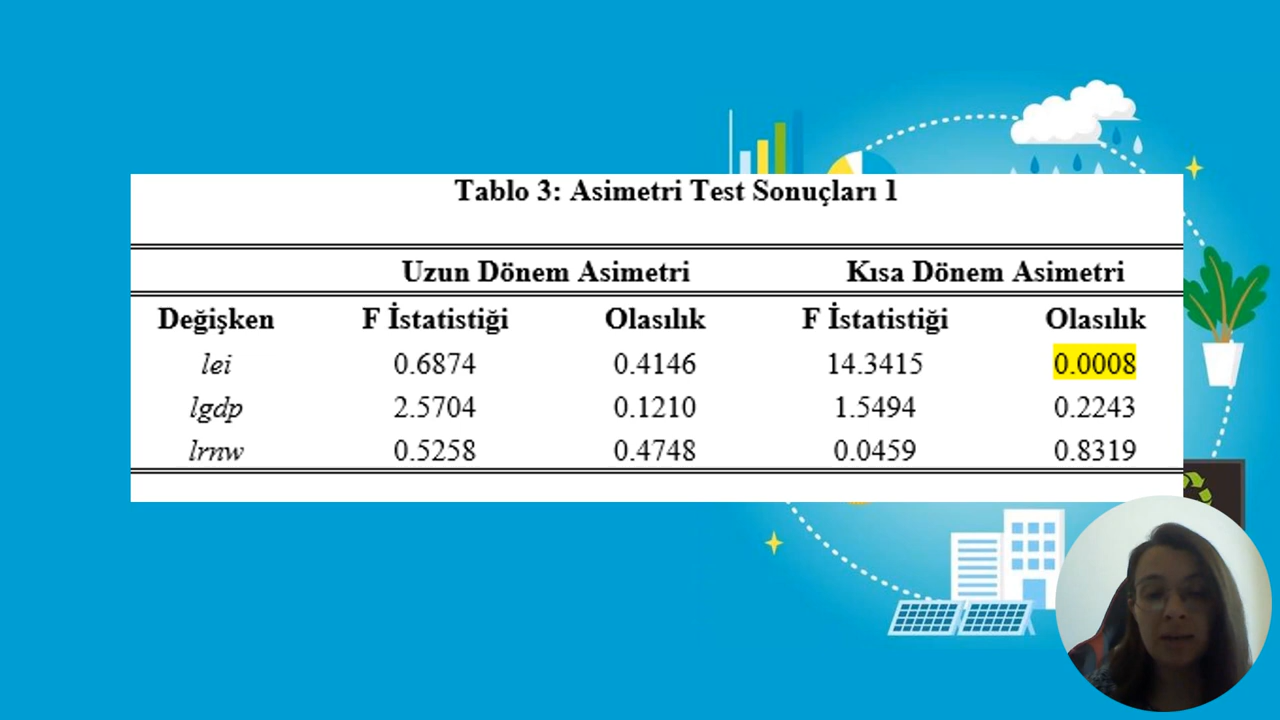 Tablo 3: Asimetri Test Sonuçları 1
Uzun Dönem Asimetri Kısa Dönem Asimetri
Değişken F İstatistiği Olasılık F İstatistiği Olasılık
lei 0.6874 0.4146 14.3415 0.0008
lgdp 2.5704 0.1210 1.5494 0.2243
lrnw 0.5258 0.4748 0.0459 0.8319